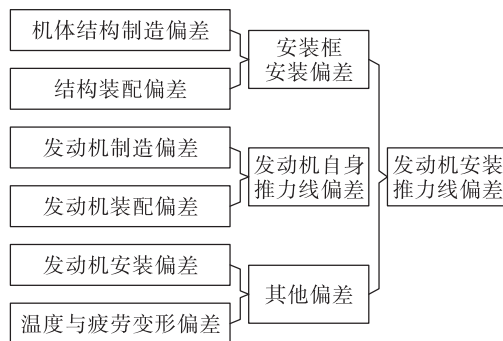 机体结构制造偏差
结构装配偏差
安装框
安装偏差
发动机制造偏差
发动机装配偏差
发动机自身
推力线偏差
发动机安装
推力线偏差
发动机安装偏差
温度与疲劳变形偏差
其他偏差